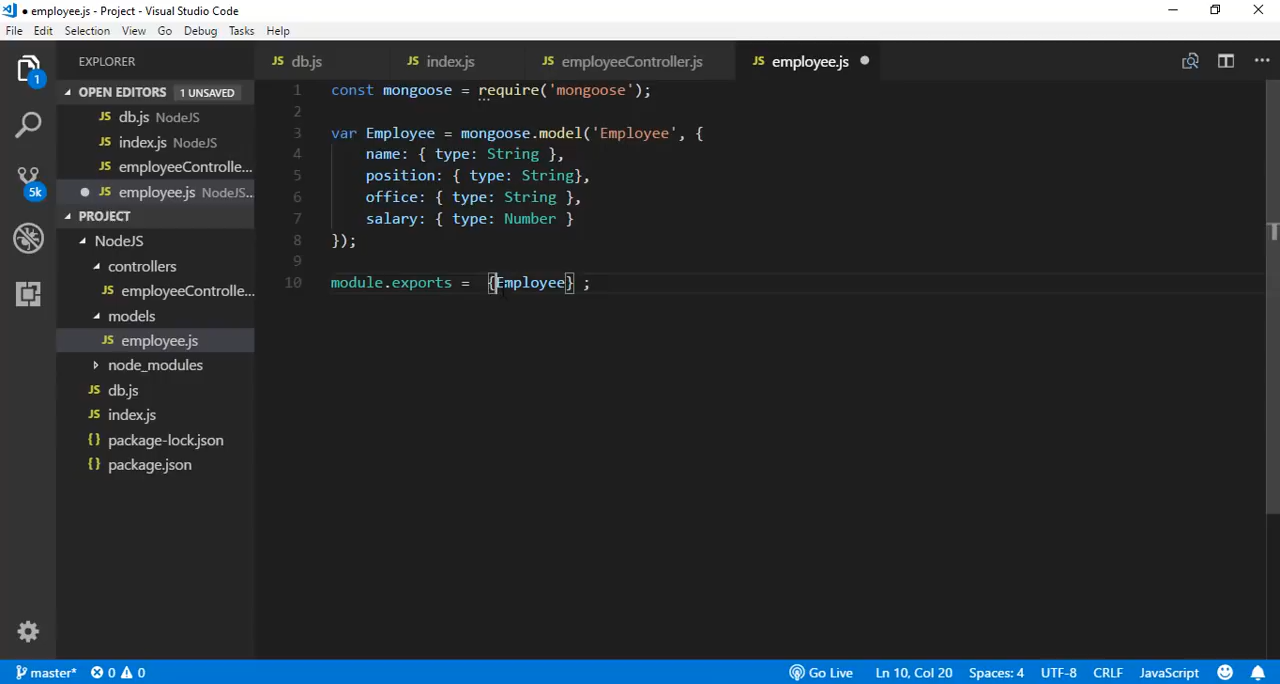 ● employee.js - Project - Visual Studio Code
File Edit Selection View Go Debug Tasks Help
EXPLORER
OPEN EDITORS 1 UNSAVED
JS db.js NodeJS
JS index.js NodeJS
JS employeeControlle...
● JS employee.js NodeJS...
PROJECT
NodeJS
controllers
JS employeeControlle...
models
JS employee.js
node_modules
JS db.js
JS index.js
{} package-lock.json
{} package.json
1
5k
JS db.js JS index.js JS employeeController.js JS employee.js ●
1 const mongoose = require('mongoose');
2
3 var Employee = mongoose.model('Employee', {
4 name: { type: String },
5 position: { type: String},
6 office: { type: String },
7 salary: { type: Number }
8 });
9
10 module.exports =  {Employee} ;
master* 0 0 Go Live Ln 10, Col 20 Spaces: 4 UTF-8 CRLF JavaScript